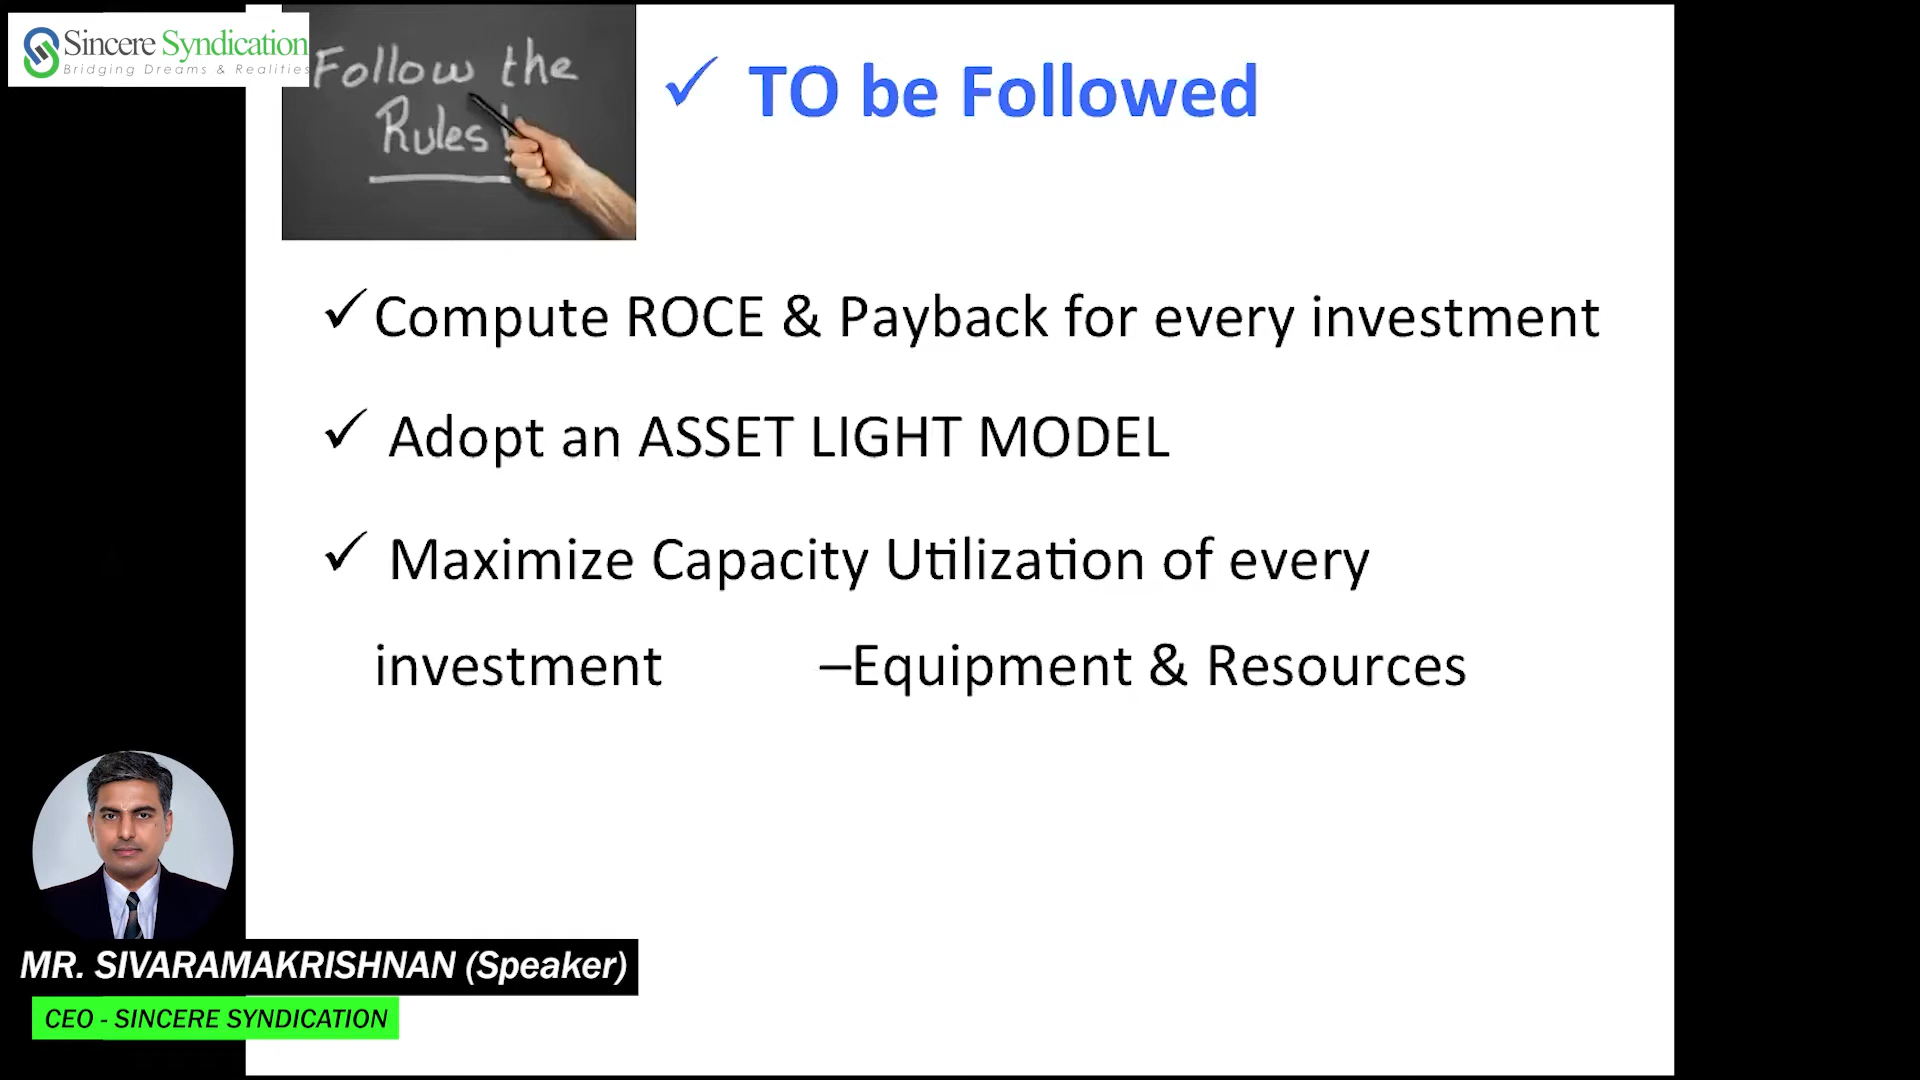 Sincere Syndication
Bridging Dreams & Realities
Follow the
Rules!
✓ TO be Followed
✓ Compute ROCE & Payback for every investment
✓ Adopt an ASSET LIGHT MODEL
✓ Maximize Capacity Utilization of every
investment –Equipment & Resources
MR. SIVARAMAKRISHNAN (Speaker)
CEO - SINCERE SYNDICATION